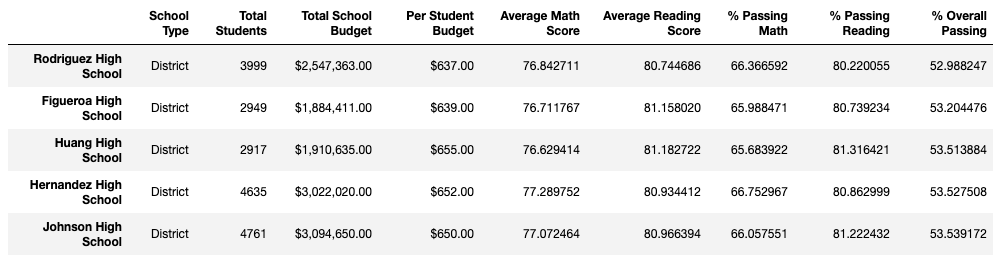 School Type Total Students Total School Budget Per Student Budget Average Math Score Average Reading Score % Passing Math % Passing Reading % Overall Passing
Rodriguez High School District 3999 $2,547,363.00 $637.00 76.842711 80.744686 66.366592 80.220055 52.988247
Figueroa High School District 2949 $1,884,411.00 $639.00 76.711767 81.158020 65.988471 80.739234 53.204476
Huang High School District 2917 $1,910,635.00 $655.00 76.629414 81.182722 65.683922 81.316421 53.513884
Hernandez High School District 4635 $3,022,020.00 $652.00 77.289752 80.934412 66.752967 80.862999 53.527508
Johnson High School District 4761 $3,094,650.00 $650.00 77.072464 80.966394 66.057551 81.222432 53.539172